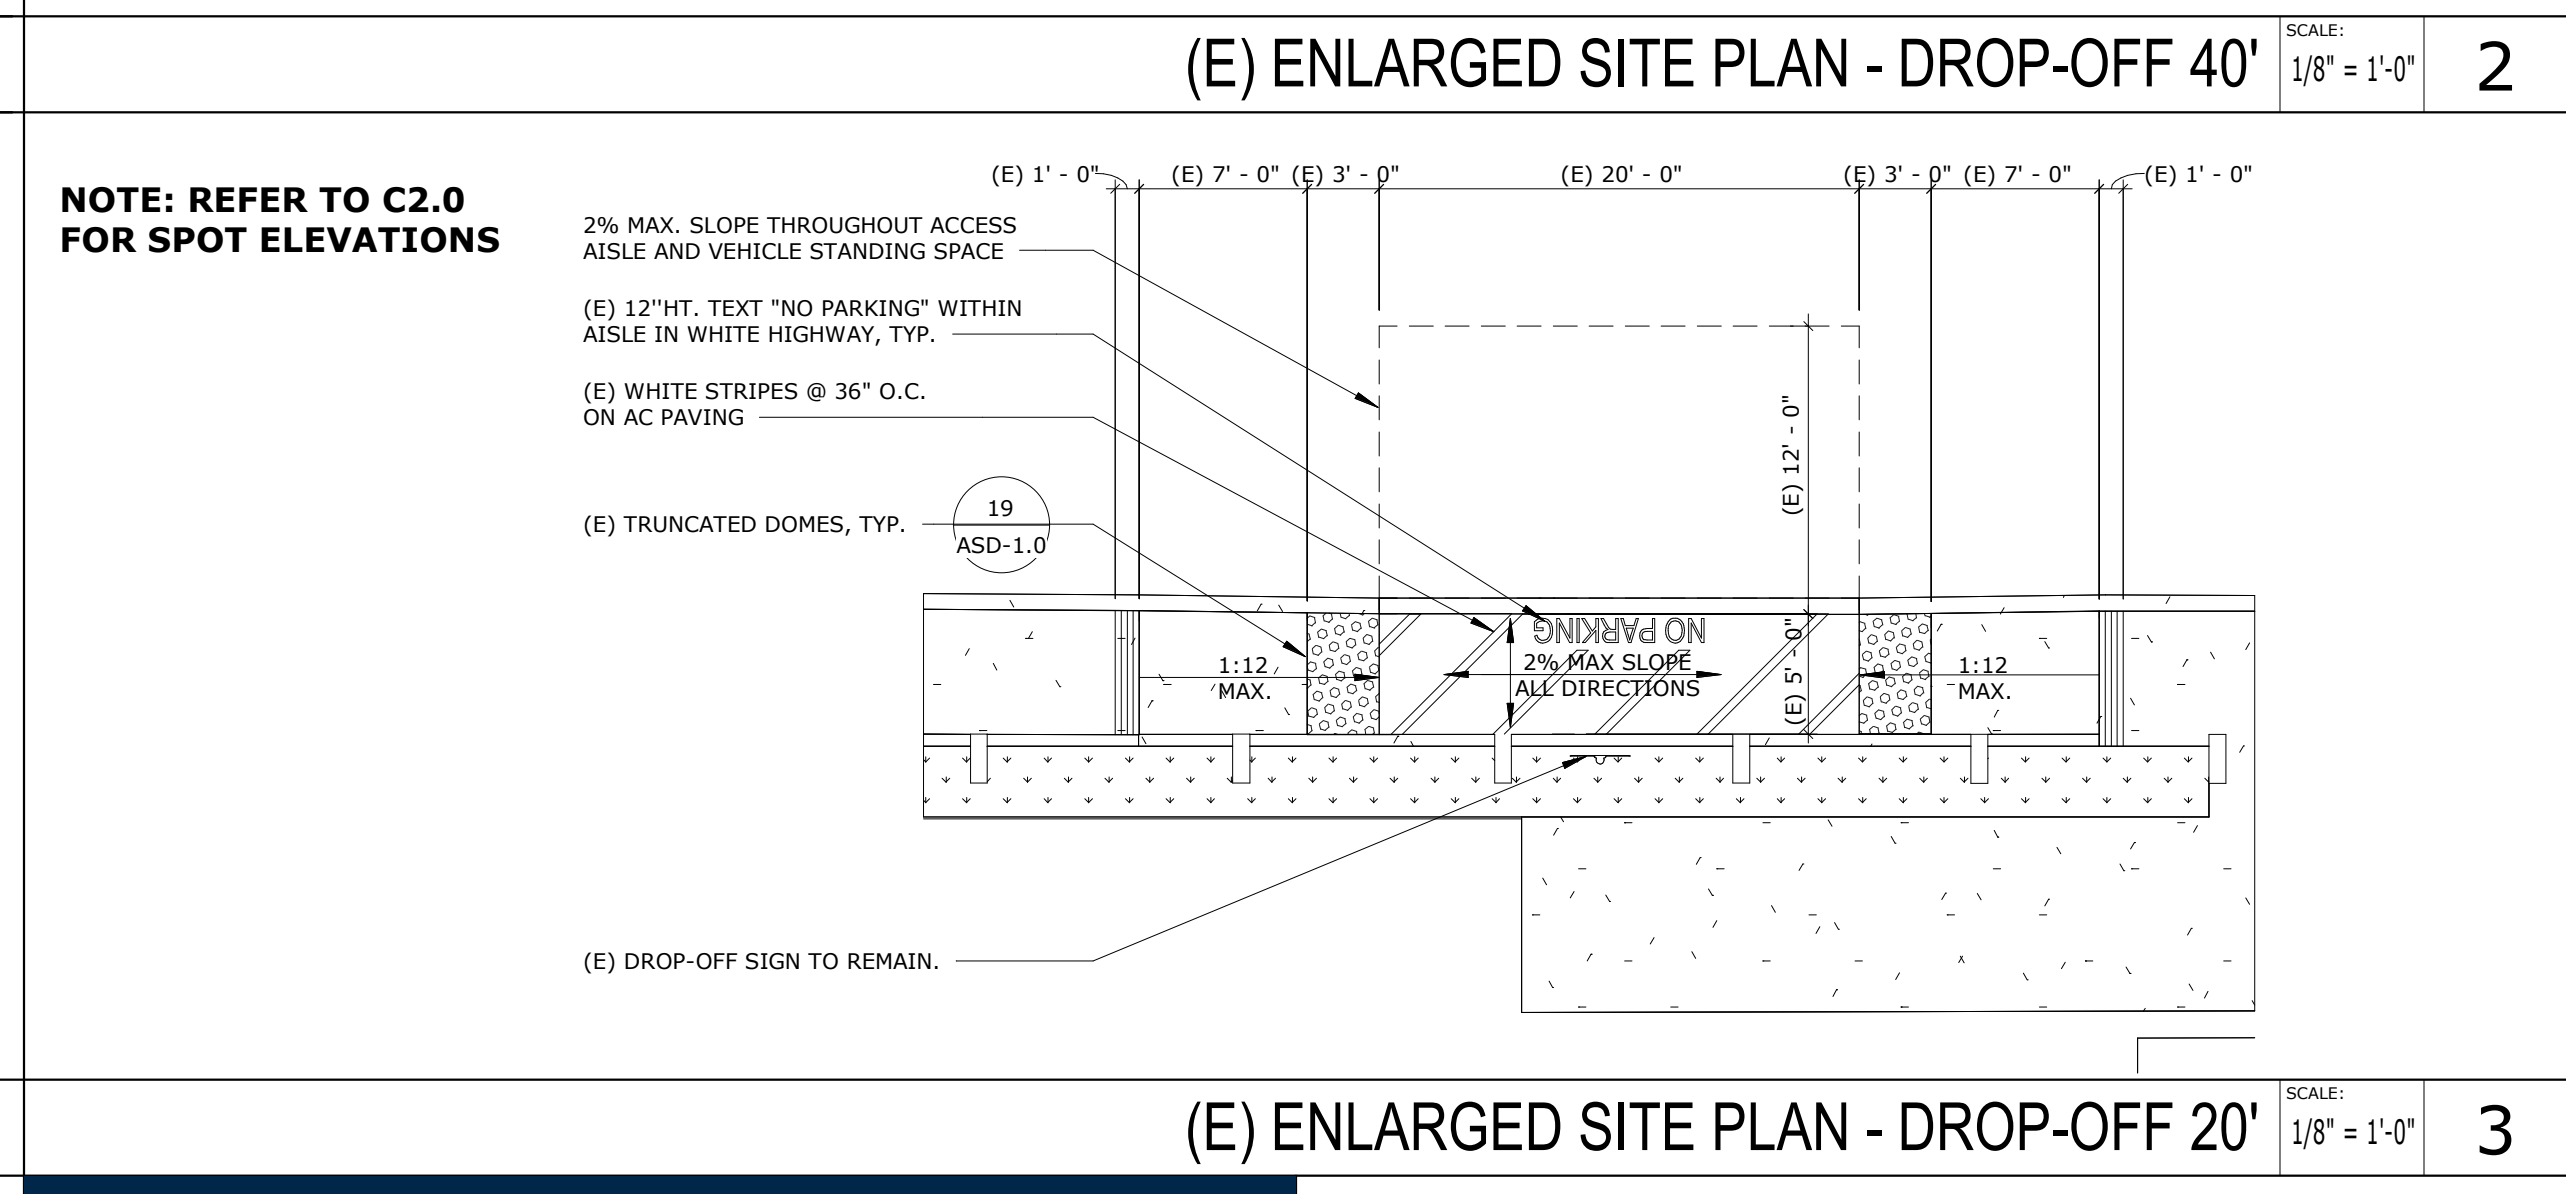 (E) ENLARGED SITE PLAN - DROP-OFF 40'
SCALE:
1/8" = 1'-0"
2
NOTE: REFER TO C2.0
FOR SPOT ELEVATIONS
(E) 1' - 0"
(E) 7' - 0"
(E) 3' - 0"
(E) 20' - 0"
(E) 3' - 0"
(E) 7' - 0"
(E) 1' - 0"
2% MAX. SLOPE THROUGHOUT ACCESS
AISLE AND VEHICLE STANDING SPACE
(E) 12''HT. TEXT "NO PARKING" WITHIN
AISLE IN WHITE HIGHWAY, TYP.
(E) WHITE STRIPES @ 36" O.C.
ON AC PAVING
(E) TRUNCATED DOMES, TYP.
19
ASD-1.0
(E) 12' - 0"
NO PARKING
(E) 5' - 0"
1:12
MAX.
2% MAX SLOPE
ALL DIRECTIONS
1:12
MAX.
(E) DROP-OFF SIGN TO REMAIN.
(E) ENLARGED SITE PLAN - DROP-OFF 20'
SCALE:
1/8" = 1'-0"
3